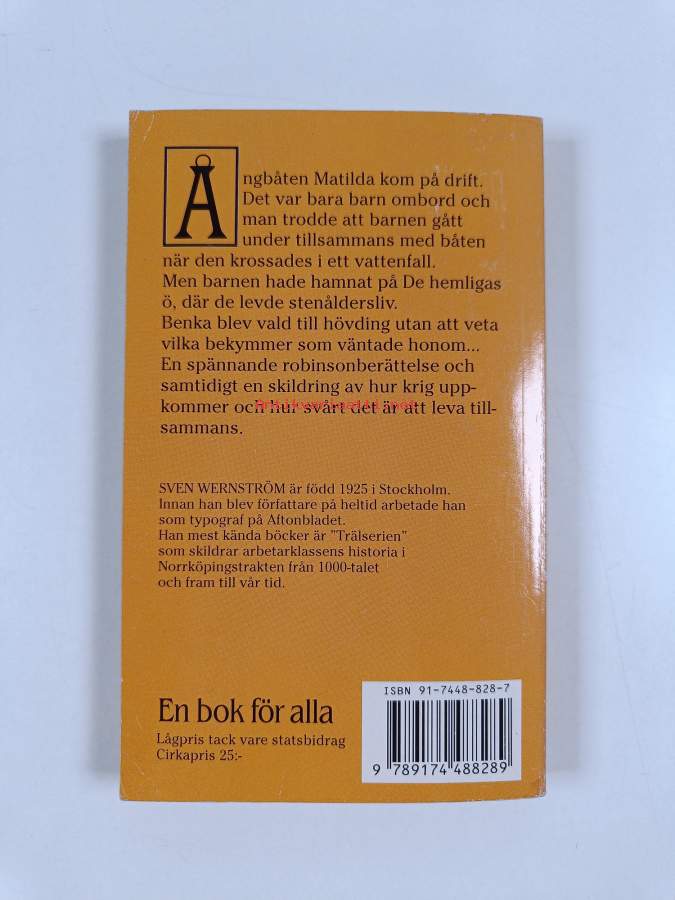 Ångbåten Matilda kom på drift.
Det var bara barn ombord och
man trodde att barnen gått
under tillsammans med båten
när den krossades i ett vattenfall.
Men barnen hade hamnat på De hemligas
ö, där de levde stenåldersliv.
Benka blev vald till hövding utan att veta
vilka bekymmer som väntade honom...
En spännande robinsonberättelse och
samtidigt en skildring av hur krig upp-
kommer och hur svårt det är att leva till-
sammans.
SVEN WERNSTRÖM är född 1925 i Stockholm.
Innan han blev författare på heltid arbetade han
som typograf på Aftonbladet.
Han mest kända böcker är ”Trälserien”
som skildrar arbetarklassens historia i
Norrköpingstrakten från 1000-talet
och fram till vår tid.
En bok för alla
Lågpris tack vare statsbidrag
Cirkapris 25:-
ISBN 91-7448-828-7
9 789174 488289